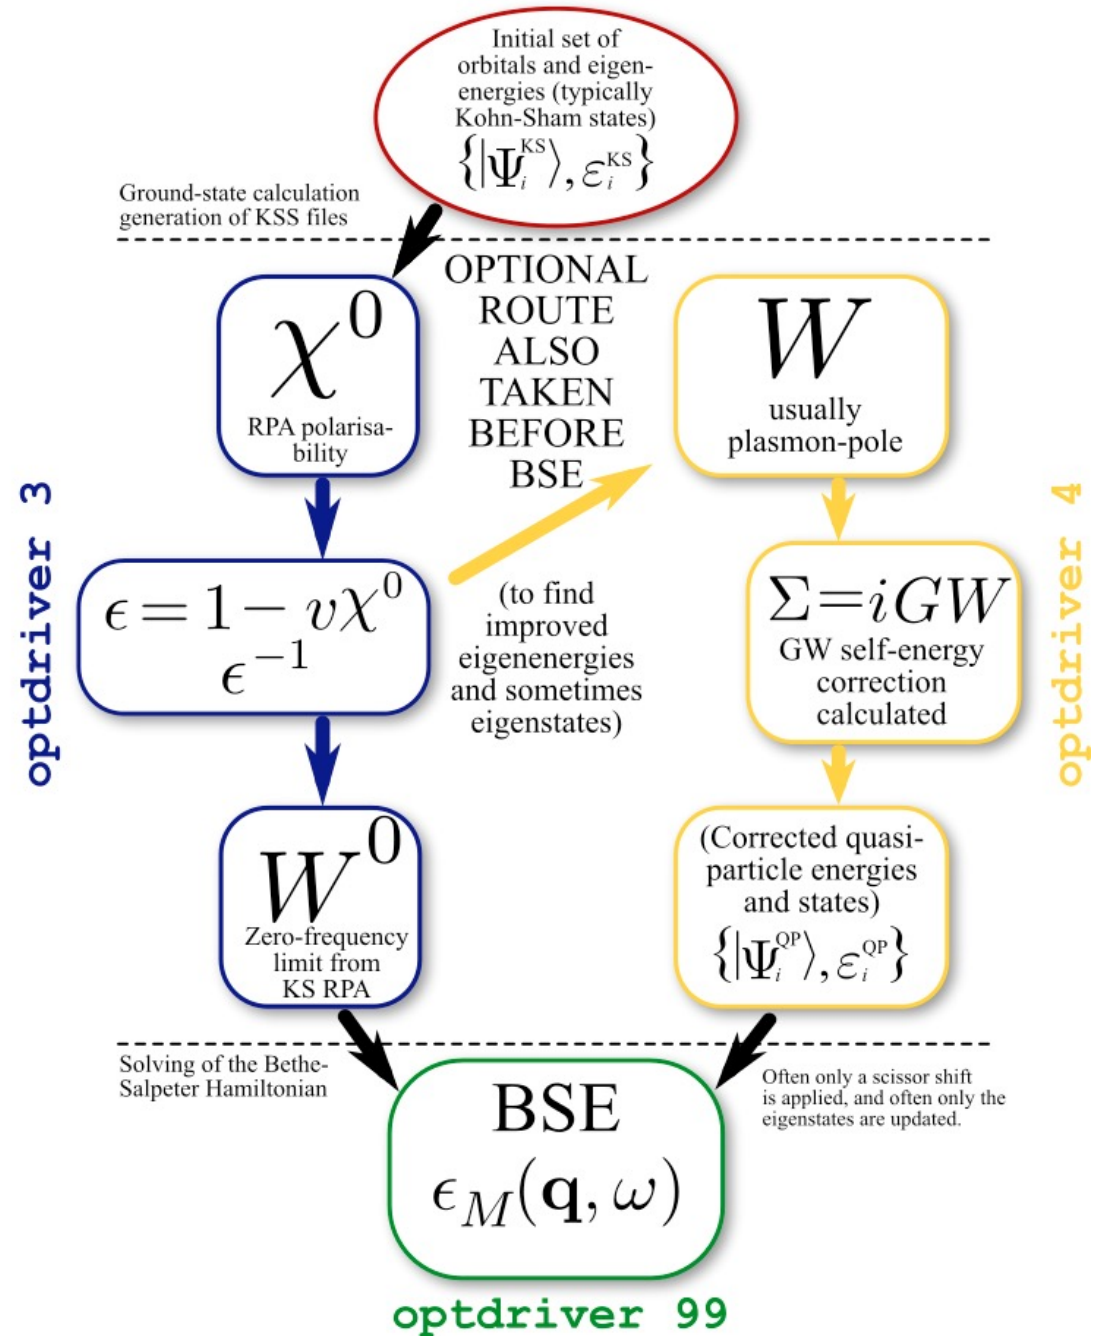 Initial set of
orbitals and eigen-
energies (typically
Kohn-Sham states)
{|Ψ_i^KS⟩, ε_i^KS}
Ground-state calculation
generation of KSS files
OPTIONAL
ROUTE
ALSO
TAKEN
BEFORE
BSE
χ^0
RPA polarisa-
bility
W
usually
plasmon-pole
optdriver 3
ϵ = 1 − vχ^0
ϵ^−1
(to find
improved
eigenenergies
and sometimes
eigenstates)
Σ=iGW
GW self-energy
correction
calculated
optdriver 4
W^0
Zero-frequency
limit from
KS RPA
(Corrected quasi-
particle energies
and states)
{|Ψ_i^QP⟩, ε_i^QP}
Solving of the Bethe-
Salpeter Hamiltonian
Often only a scissor shift
is applied, and often only the
eigenstates are updated.
BSE
ϵ_M(q, ω)
optdriver 99